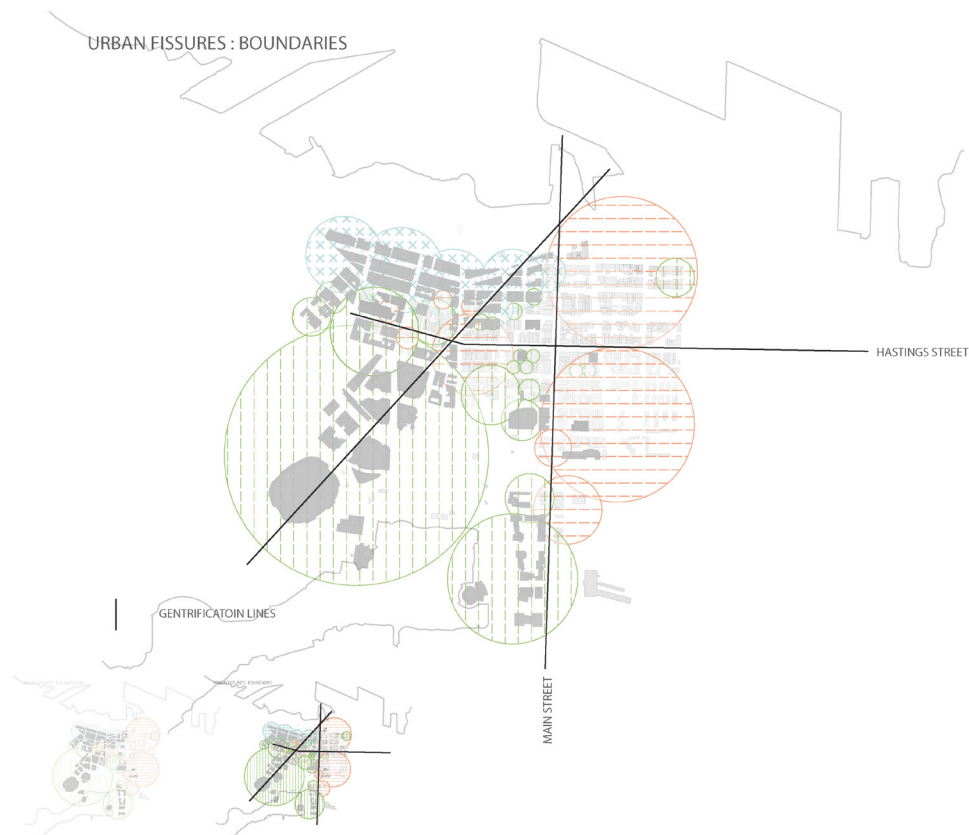 URBAN FISSURES : BOUNDARIES
HASTINGS STREET
GENTRIFICATOIN LINES
MAIN STREET